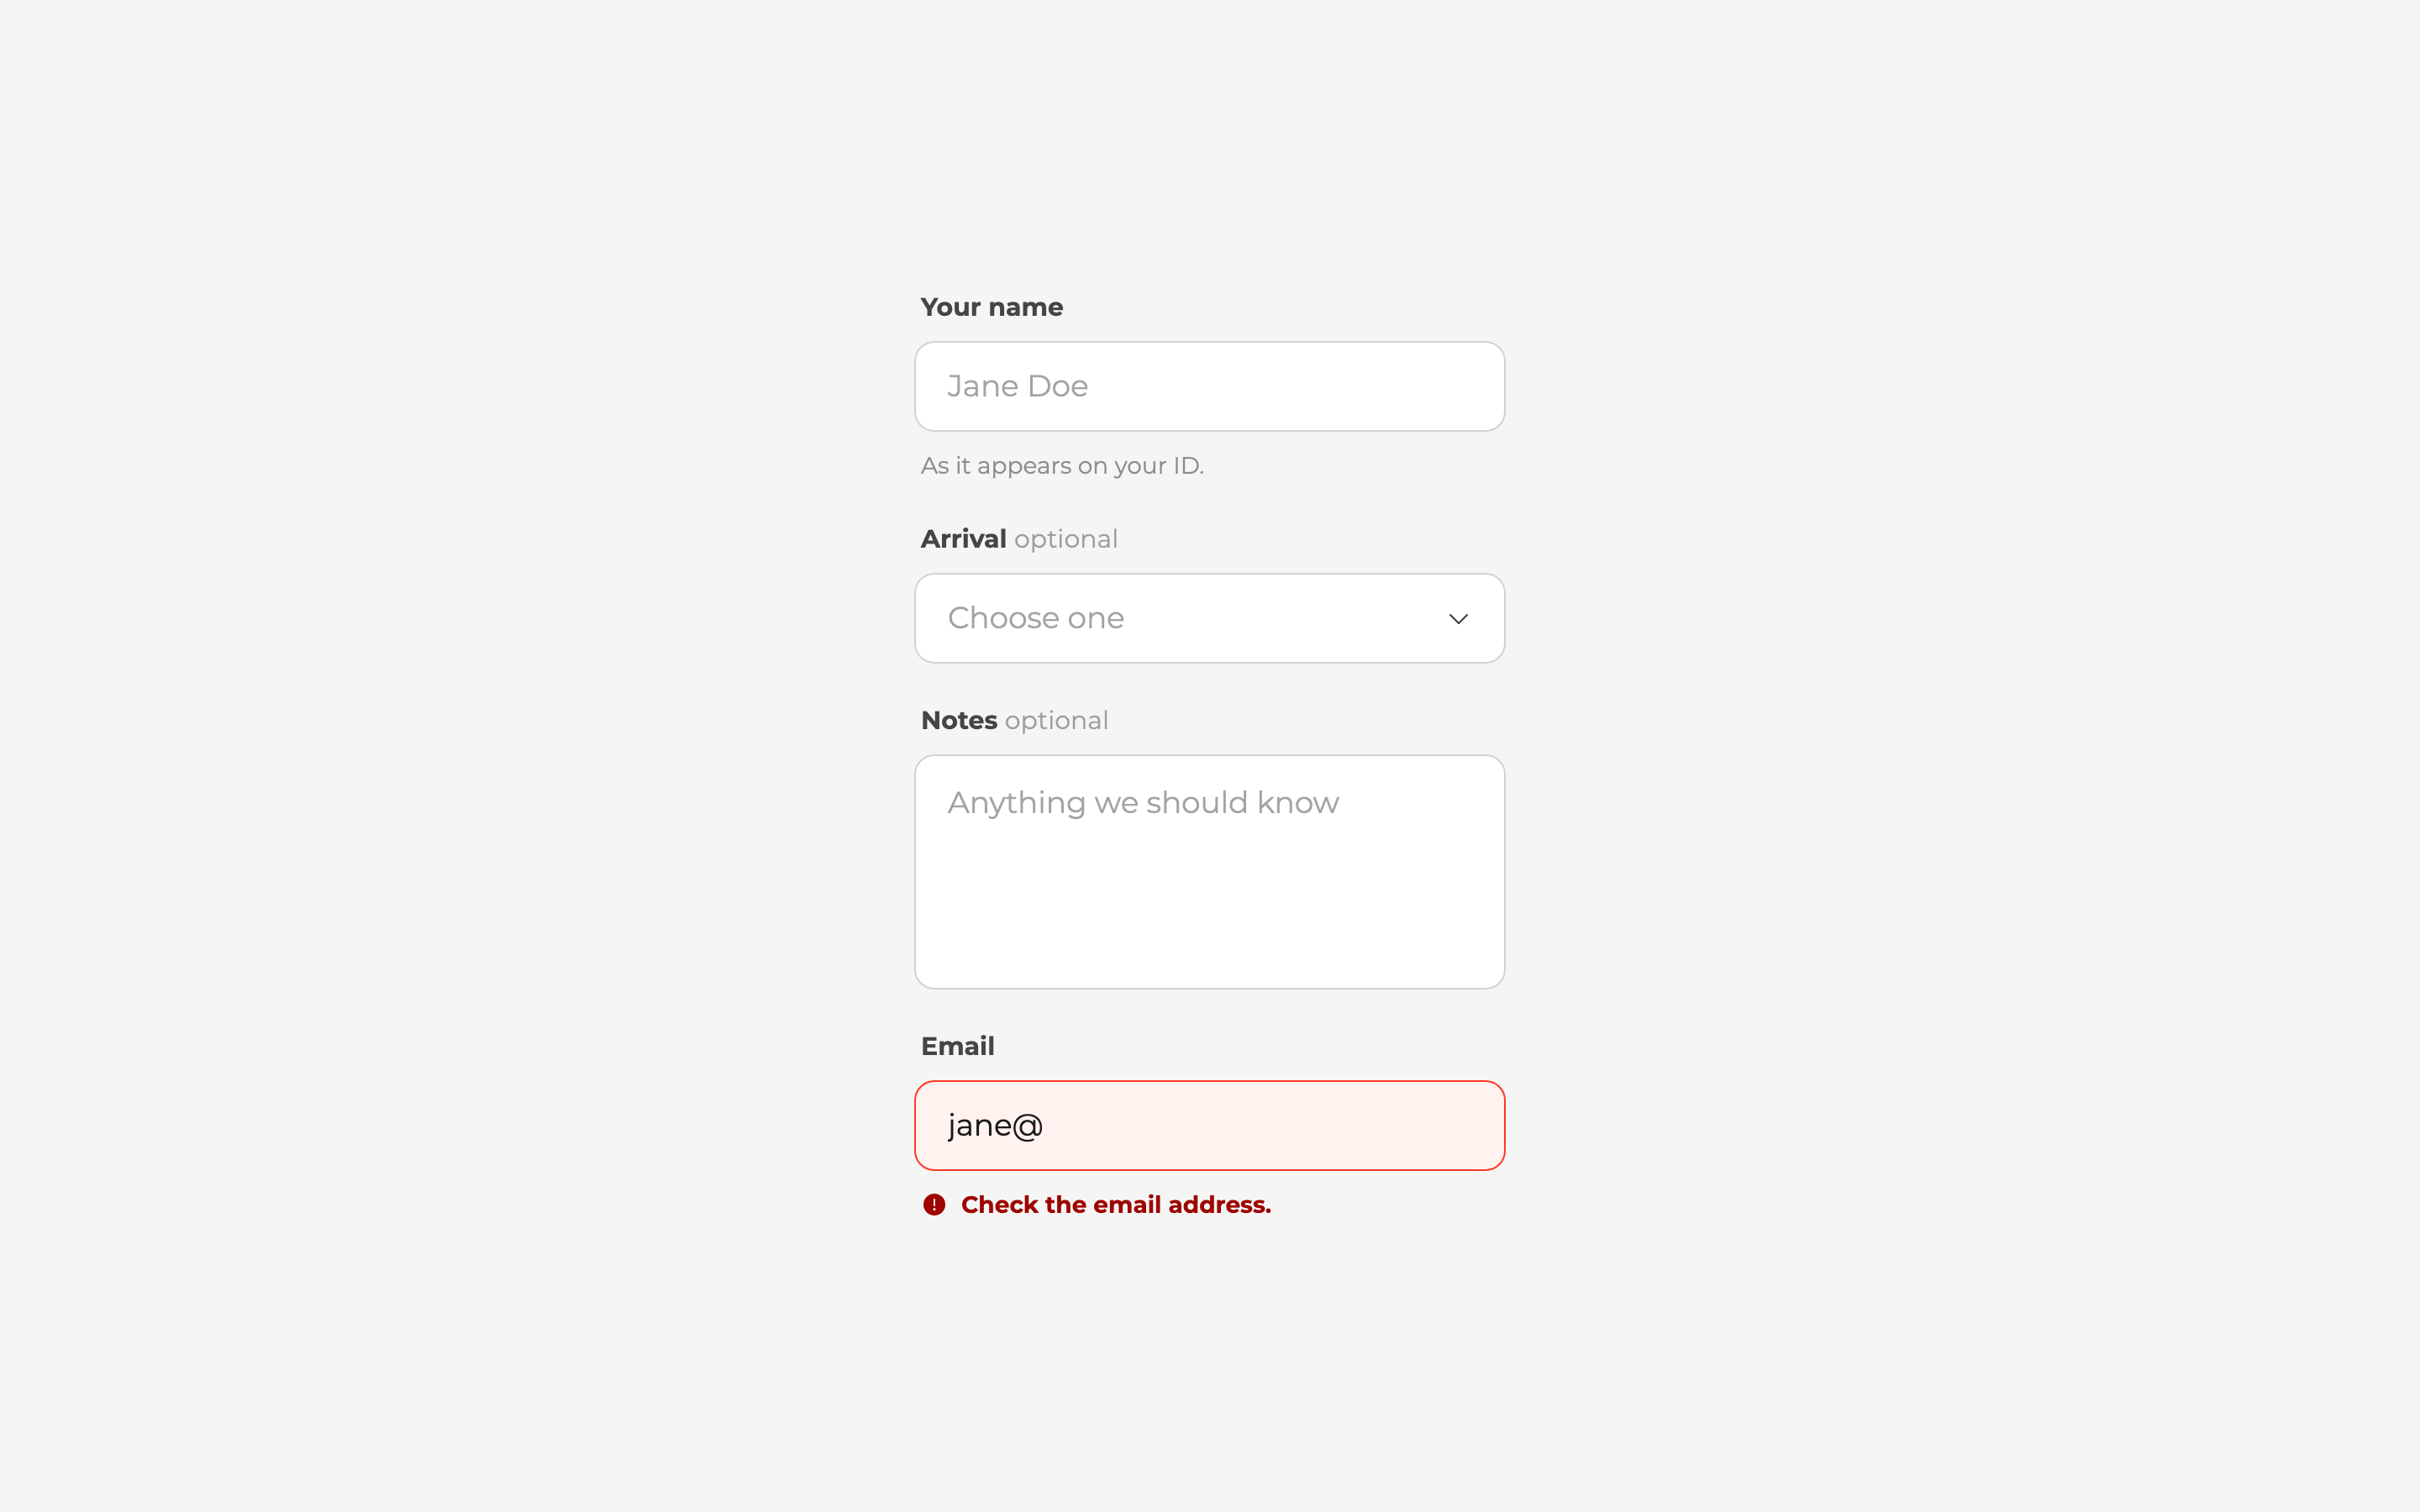 Your name
Jane Doe
As it appears on your ID.
Arrival optional
Choose one
Notes optional
Anything we should know
Email
jane@
Check the email address.